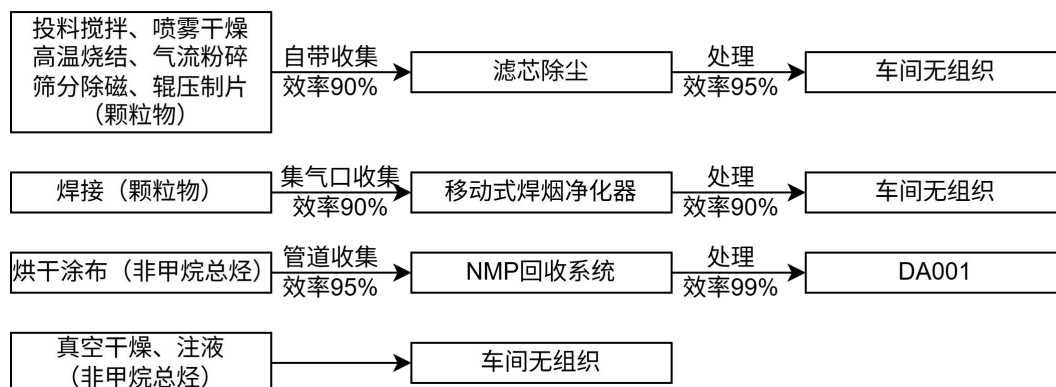 投料搅拌、喷雾干燥
高温烧结、气流粉碎
筛分除磁、辊压制片
（颗粒物）
自带收集
效率90%
滤芯除尘
处理
效率95%
车间无组织
焊接（颗粒物）
集气口收集
效率90%
移动式焊烟净化器
处理
效率90%
车间无组织
烘干涂布（非甲烷总烃）
管道收集
效率95%
NMP回收系统
处理
效率99%
DA001
真空干燥、注液
（非甲烷总烃）
车间无组织